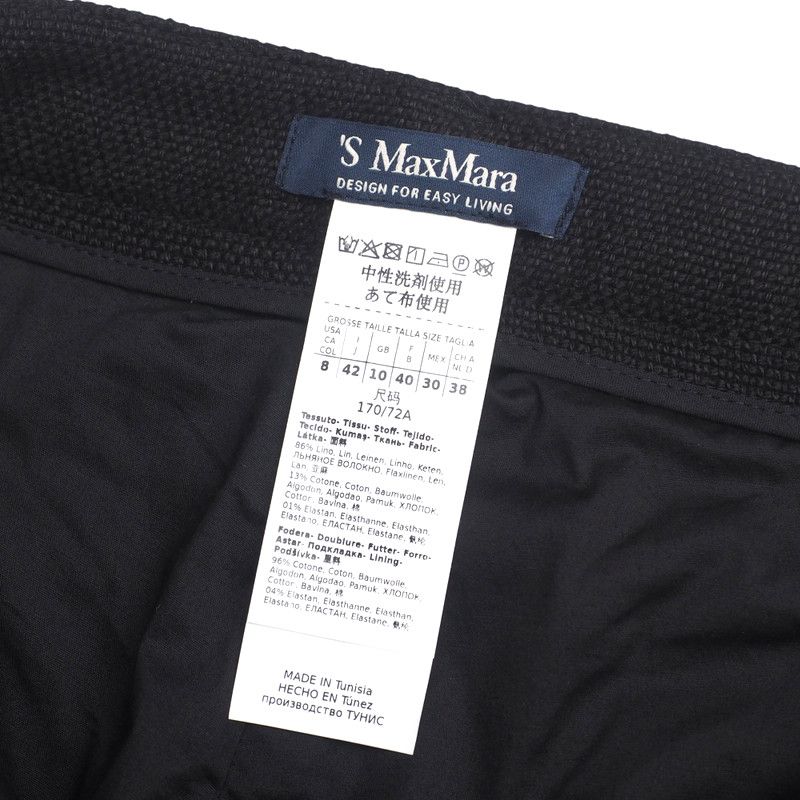 'S MaxMara
DESIGN FOR EASY LIVING
中性洗剤使用
あて布使用
GROSSE TAILLE TALLA SIZE TAGLIA
USA CA COL
I J
GB
F B
MEX
CH A NL D
8 42 10 40 30 38
尺码
170/72A
Tessuto- Tissu- Stoff- Tejido-
Tecido- Kumaş- Ткань- Fabric-
Látka- 面料
86% Lino, Lin, Leinen, Linho, Keten,
ЛЬНЯНОЕ ВОЛОКНО, Flax/linen, Len,
Lan, 亚麻
13% Cotone, Coton, Baumwolle,
Algodon, Algodao, Pamuk, ХЛОПОК,
Cotton, Bavlna, 棉
01% Elastan, Elasthanne, Elasthan,
Elastano, ЕЛАСТАН, Elastane, 氨纶
Fodera- Doublure- Futter- Forro-
Astar- Подкладка- Lining-
Podšívka- 里料
96% Cotone, Coton, Baumwolle,
Algodon, Algodao, Pamuk, ХЛОПОК,
Cotton, Bavlna, 棉
04% Elastan, Elasthanne, Elasthan,
Elastano, ЕЛАСТАН, Elastane, 氨纶
MADE IN Tunisia
HECHO EN Túnez
производство ТУНИС